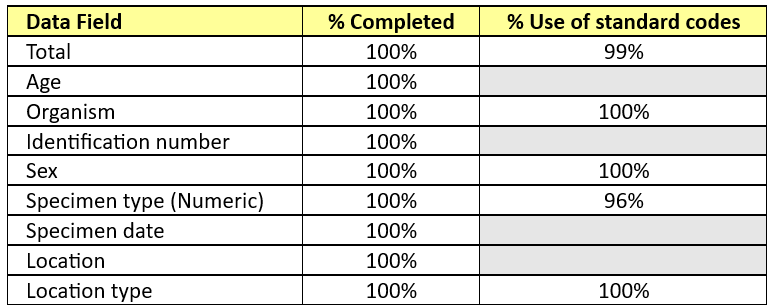 Data Field % Completed % Use of standard codes
Total 100% 99%
Age 100%
Organism 100% 100%
Identification number 100%
Sex 100% 100%
Specimen type (Numeric) 100% 96%
Specimen date 100%
Location 100%
Location type 100% 100%